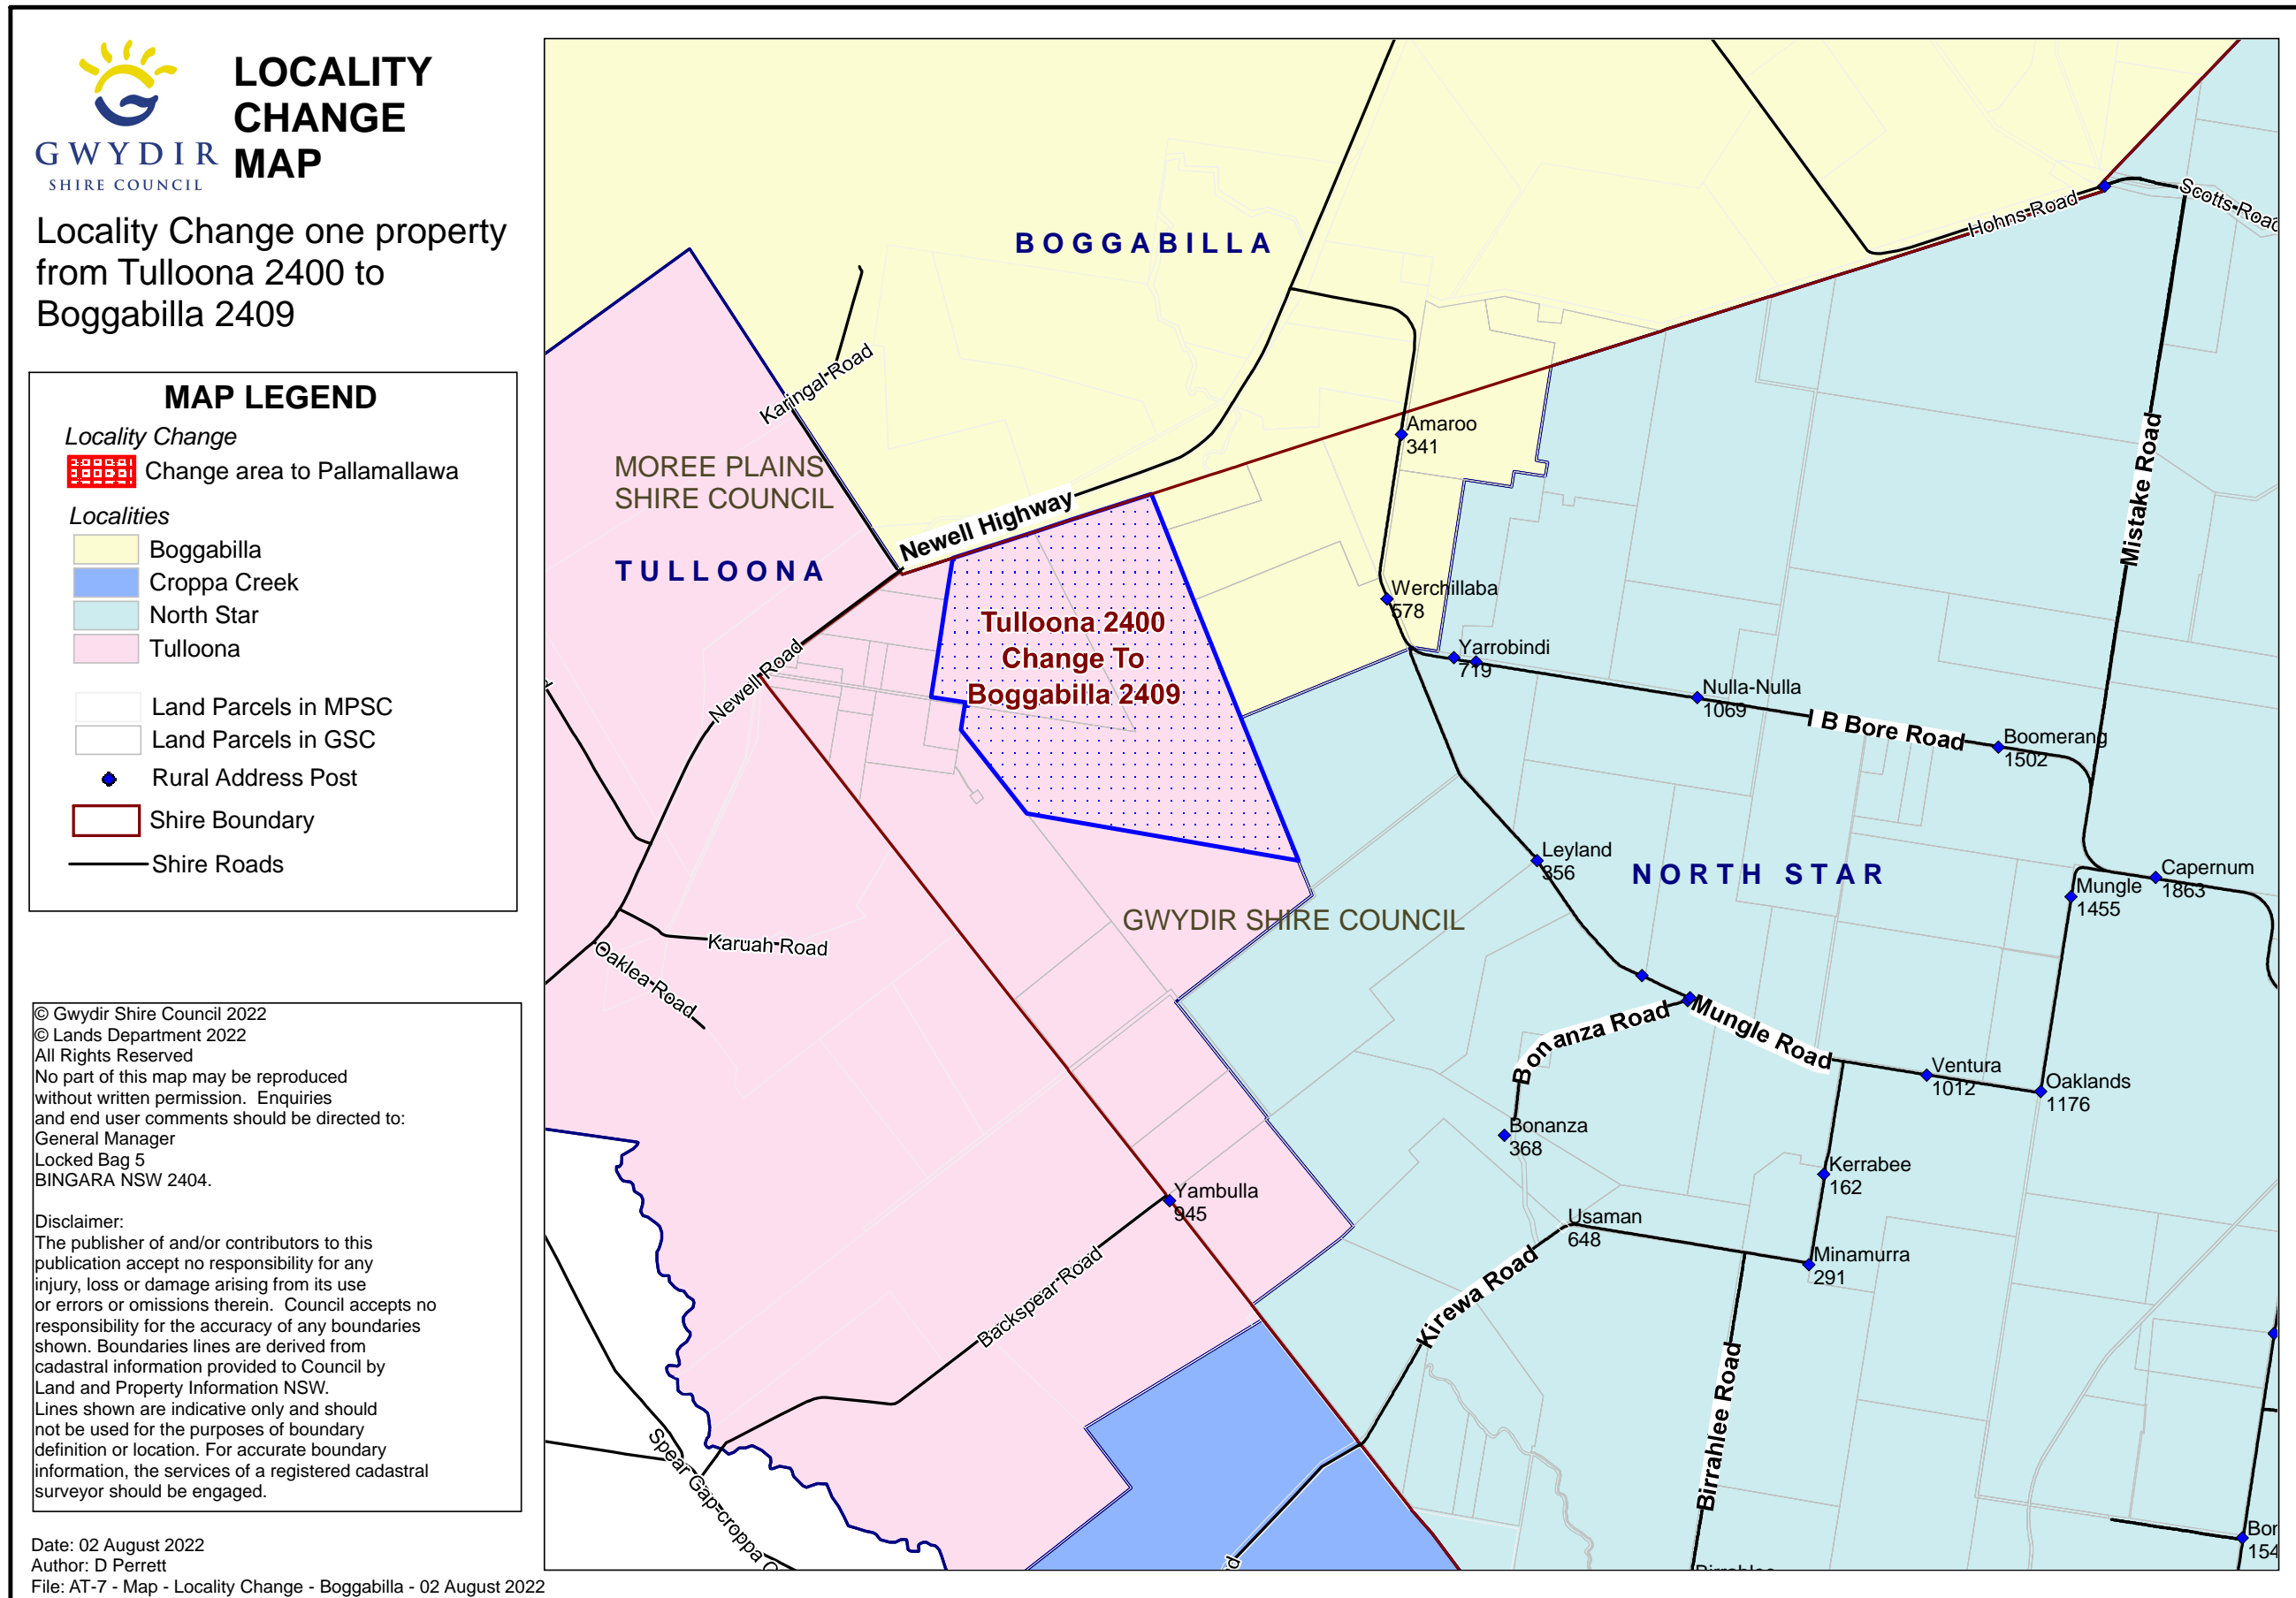 GWYDIR
SHIRE COUNCIL
LOCALITY
CHANGE
MAP
Locality Change one property
from Tulloona 2400 to
Boggabilla 2409
MAP LEGEND
Locality Change
Change area to Pallamallawa
Localities
Boggabilla
Croppa Creek
North Star
Tulloona
Land Parcels in MPSC
Land Parcels in GSC
Rural Address Post
Shire Boundary
Shire Roads
© Gwydir Shire Council 2022
© Lands Department 2022
All Rights Reserved
No part of this map may be reproduced
without written permission. Enquiries
and end user comments should be directed to:
General Manager
Locked Bag 5
BINGARA NSW 2404.
Disclaimer:
The publisher of and/or contributors to this
publication accept no responsibility for any
injury, loss or damage arising from its use
or errors or omissions therein. Council accepts no
responsibility for the accuracy of any boundaries
shown. Boundaries lines are derived from
cadastral information provided to Council by
Land and Property Information NSW.
Lines shown are indicative only and should
not be used for the purposes of boundary
definition or location. For accurate boundary
information, the services of a registered cadastral
surveyor should be engaged.
Date: 02 August 2022
Author: D Perrett
File: AT-7 - Map - Locality Change - Boggabilla - 02 August 2022
BOGGABILLA
Hohns Road
Scotts Road
Karingal Road
MOREE PLAINS
SHIRE COUNCIL
TULLOONA
Newell Highway
Amaroo
341
Mistake Road
Werchillaba
578
Tulloona 2400
Change To
Boggabilla 2409
Newell Road
Yarrobindi
719
Nulla-Nulla
1069
I B Bore Road
Boomerang
1502
Leyland
356
NORTH STAR
Capernum
1863
Mungle
1455
GWYDIR SHIRE COUNCIL
Karuah Road
Oaklea Road
Bonanza Road
Mungle Road
Ventura
1012
Oaklands
1176
Bonanza
368
Kerrabee
162
Yambulla
945
Usaman
648
Minamurra
291
Backspear Road
Kirewa Road
Birrahlee Road
Spear Gap-croppa C
Bor
154